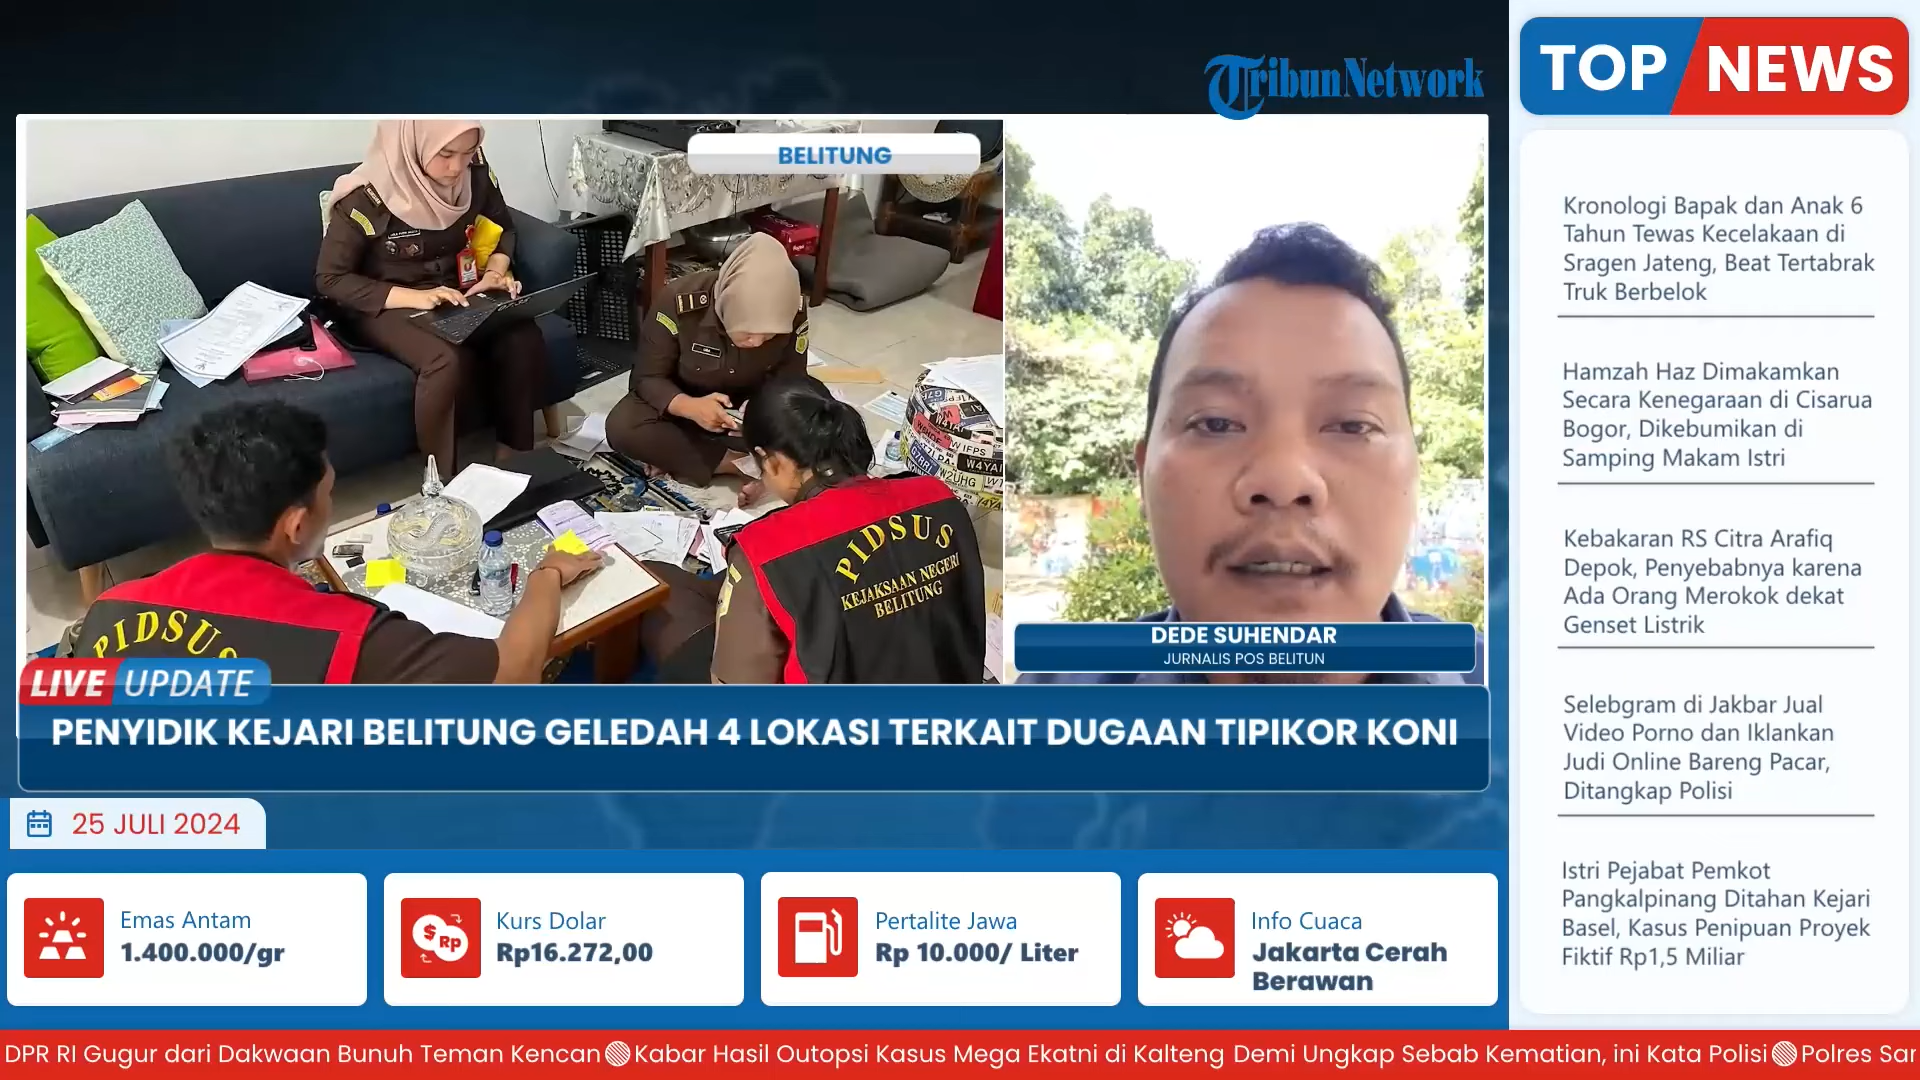 TribunNetwork
TOP NEWS
BELITUNG
PIDSUS
KEJAKSAAN NEGERI
BELITUNG
PIDSUS
DEDE SUHENDAR
JURNALIS POS BELITUN
LIVE UPDATE
PENYIDIK KEJARI BELITUNG GELEDAH 4 LOKASI TERKAIT DUGAAN TIPIKOR KONI
25 JULI 2024
Emas Antam
1.400.000/gr
Kurs Dolar
Rp16.272,00
Pertalite Jawa
Rp 10.000/ Liter
Info Cuaca
Jakarta Cerah
Berawan
Kronologi Bapak dan Anak 6
Tahun Tewas Kecelakaan di
Sragen Jateng, Beat Tertabrak
Truk Berbelok
Hamzah Haz Dimakamkan
Secara Kenegaraan di Cisarua
Bogor, Dikebumikan di
Samping Makam Istri
Kebakaran RS Citra Arafiq
Depok, Penyebabnya karena
Ada Orang Merokok dekat
Genset Listrik
Selebgram di Jakbar Jual
Video Porno dan Iklankan
Judi Online Bareng Pacar,
Ditangkap Polisi
Istri Pejabat Pemkot
Pangkalpinang Ditahan Kejari
Basel, Kasus Penipuan Proyek
Fiktif Rp1,5 Miliar
DPR RI Gugur dari Dakwaan Bunuh Teman Kencan Kabar Hasil Outopsi Kasus Mega Ekatni di Kalteng Demi Ungkap Sebab Kematian, ini Kata Polisi Polres Sar